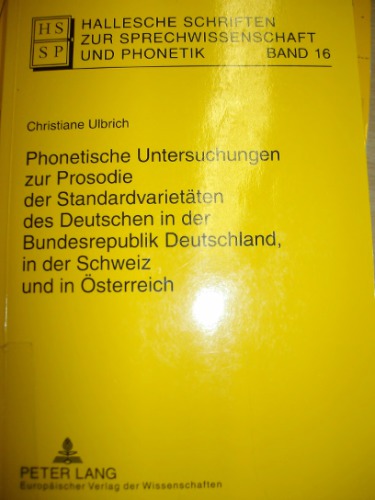 HS
SP
HALLESCHE SCHRIFTEN
ZUR SPRECHWISSENSCHAFT
UND PHONETIK BAND 16
Christiane Ulbrich
Phonetische Untersuchungen
zur Prosodie
der Standardvarietäten
des Deutschen in der
Bundesrepublik Deutschland,
in der Schweiz
und in Österreich
PETER LANG
Europäischer Verlag der Wissenschaften